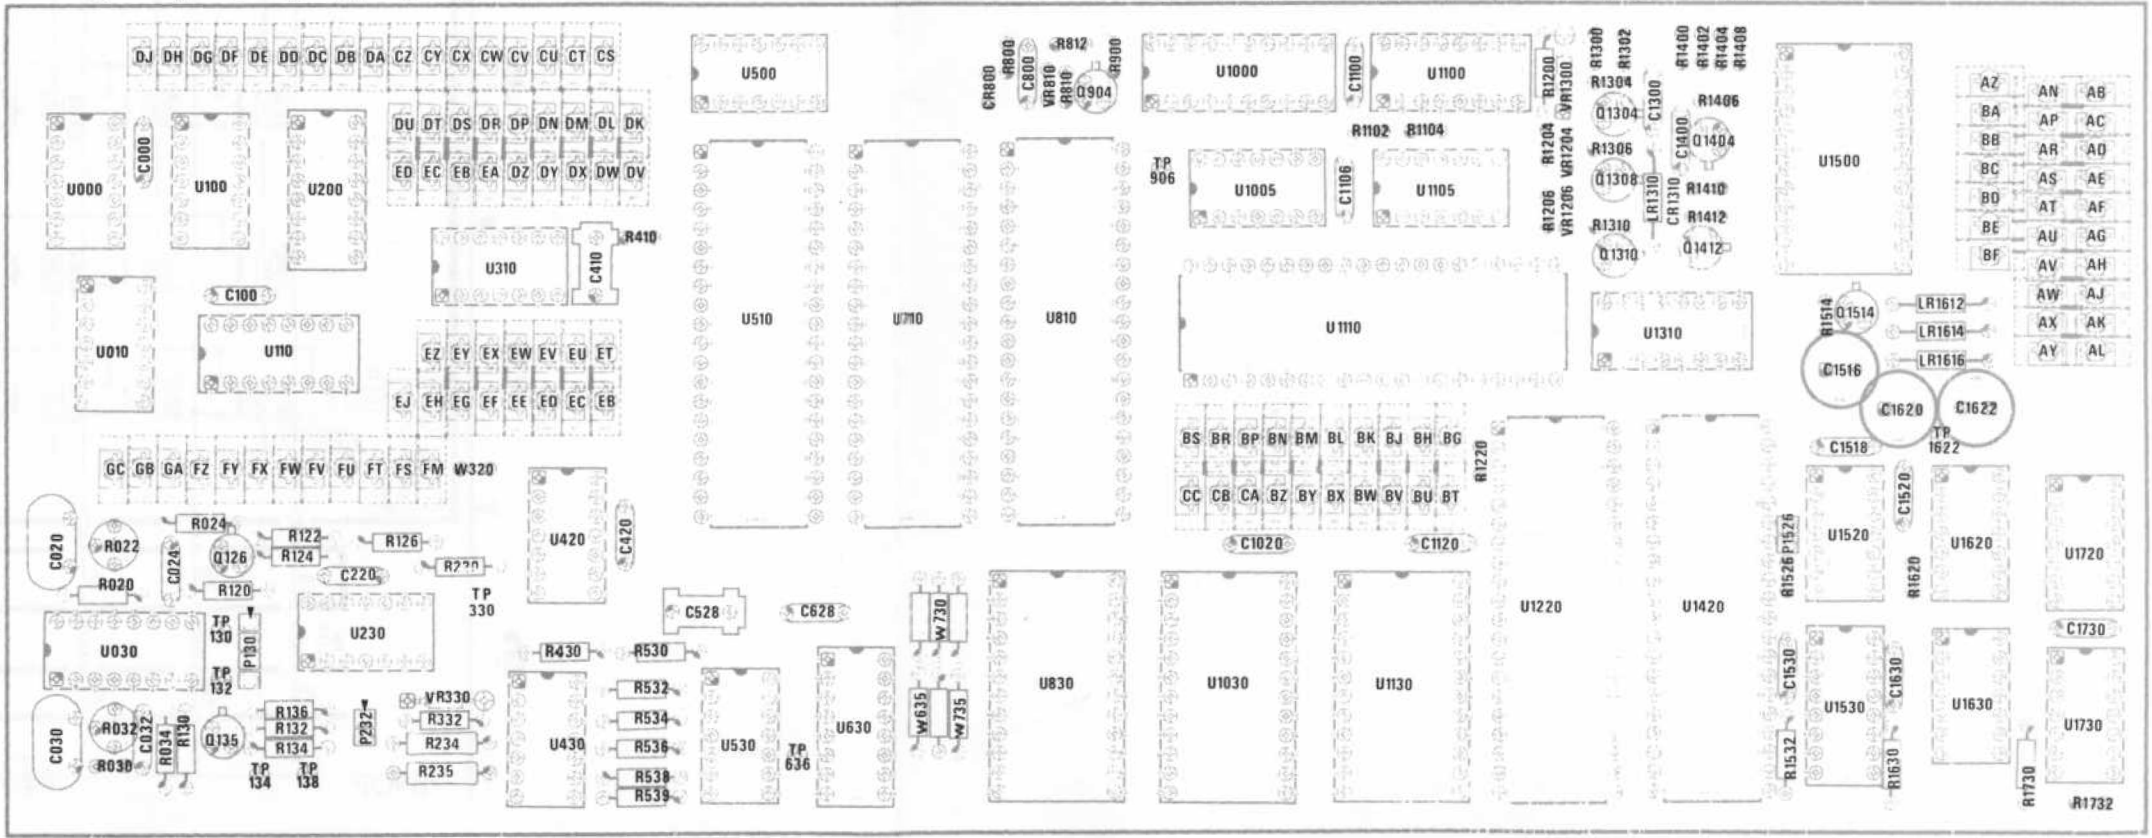 DJ DH DG DF DE DD DC DB DA CZ CY CX CW CV CU CT CS
DU DT DS DR DP DN DM DL DK
ED EC EB EA DZ DY DX DW DV
U000
C000
U100
U200
U310
C410
R410
C100
U010
U110
EZ EY EX EW EV EU ET
EJ EH EG EF EE ED EC EB
GC GB GA FZ FY FX FW FV FU FT FS FM W320
C020
R022
R024
C024
Q126
R122
R124
R126
R020
R120
C220
R220
TP
330
U420
C420
U030
TP
130
P130
TP
132
U230
C528
C628
R430
R530
C030
R032
R030
C032
R034
R130
Q135
R136
R132
R134
TP
134
TP
138
P232
VR330
R332
R234
R235
U430
R532
R534
R536
R538
R539
U530
TP
636
U630
W730
W635
W735
U500
U510
U710
U810
CR800
R800
C800
R812
VR810
R810
Q904
R900
U1000
C1100
U1100
R1200
VR1300
R1102
R1104
TP
906
U1005
C1106
U1105
R1204
VR1204
R1206
VR1206
R1300
R1302
R1304
Q1304
C1300
R1306
Q1308
LR1310
CR1310
R1310
Q1310
R1400
R1402
R1404
R1408
R1406
C1400
Q1404
R1410
R1412
Q1412
U1500
AZ
BA
BB
BC
BD
BE
BF
AN AB
AP AC
AR AD
AS AE
AT AF
AU AG
AV AH
AW AJ
AX AK
AY AL
U1110
U1310
R1514
Q1514
LR1612
LR1614
LR1616
C1516
C1620
C1622
TP
1622
C1518
BS BR BP BN BM BL BK BJ BH BG
CC CB CA BZ BY BX BW BV BU BT
R1220
C1020
C1120
U830
U1030
U1130
U1220
U1420
R1526
P1526
U1520
C1520
R1620
U1620
U1720
C1530
U1530
C1630
U1630
C1730
U1730
R1532
R1630
R1730
R1732